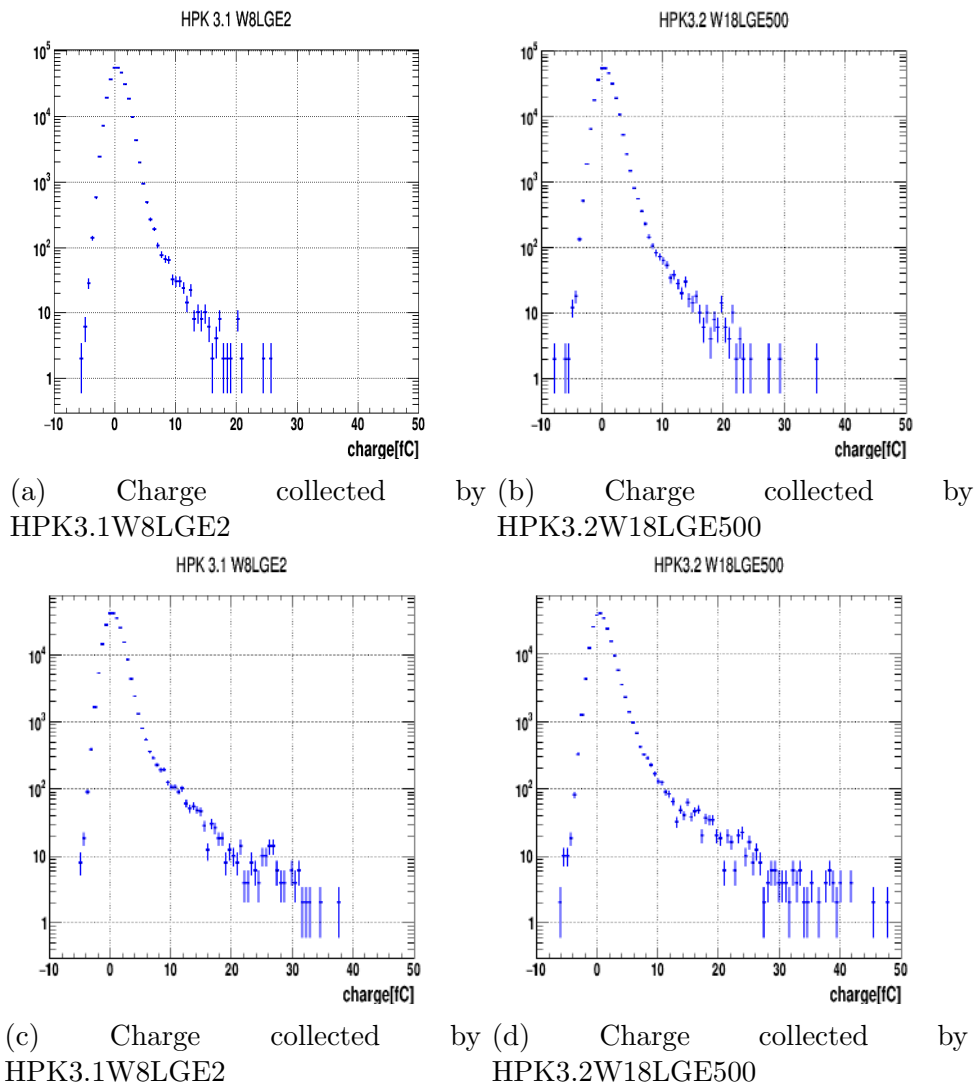 HPK 3.1 W8LGE2
10^5
10^4
10^3
10^2
10
1
−10 0 10 20 30 40 50
charge[fC]
HPK3.2 W18LGE500
10^5
10^4
10^3
10^2
10
1
−10 0 10 20 30 40 50
charge[fC]
(a) Charge collected by
HPK3.1W8LGE2
(b) Charge collected by
HPK3.2W18LGE500
HPK 3.1 W8LGE2
10^4
10^3
10^2
10
1
−10 0 10 20 30 40 50
charge[fC]
HPK3.2 W18LGE500
10^4
10^3
10^2
10
1
−10 0 10 20 30 40 50
charge[fC]
(c) Charge collected by
HPK3.1W8LGE2
(d) Charge collected by
HPK3.2W18LGE500